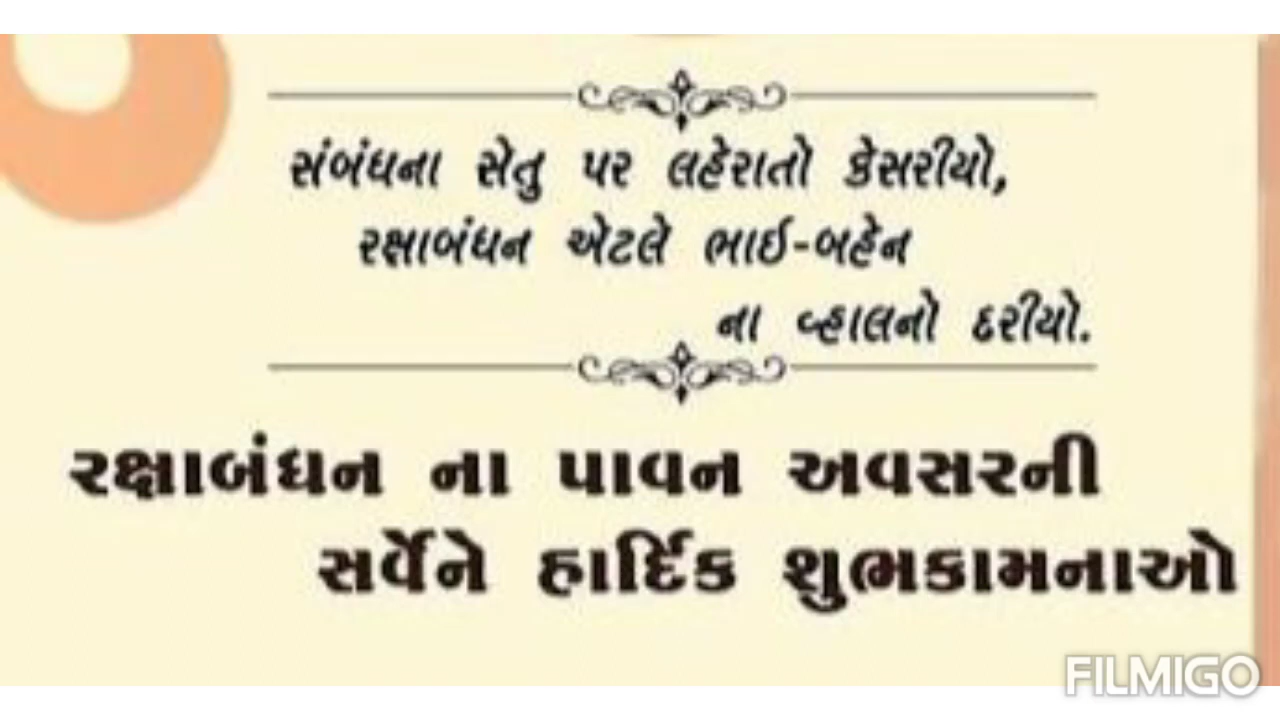 સંબંધના સેતુ પર લહેરાતો કેસરીયો,
રક્ષાબંધન એટલે ભાઈ-બહેન
ના વ્હાલનો દરીયો.
રક્ષાબંધન ના પાવન અવસરની
સર્વેને હાર્દિક શુભકામનાઓ
FILMIGO